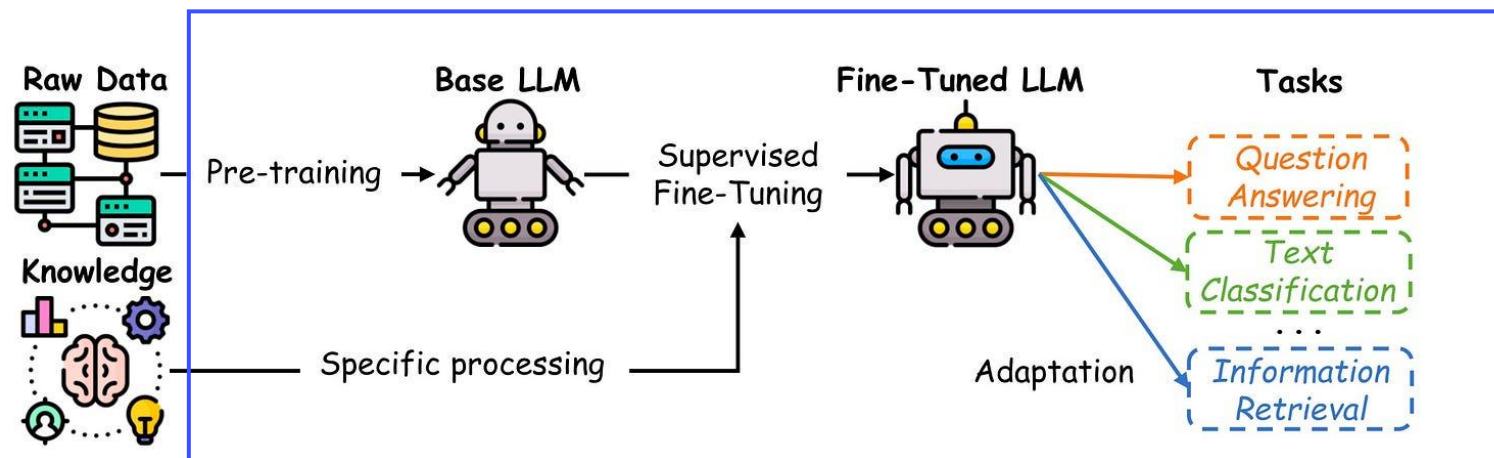 Raw Data
Base LLM
Fine-Tuned LLM
Tasks
Pre-training
Supervised
Fine-Tuning
Question
Answering
Text
Classification
...
Knowledge
Specific processing
Adaptation
Information
Retrieval